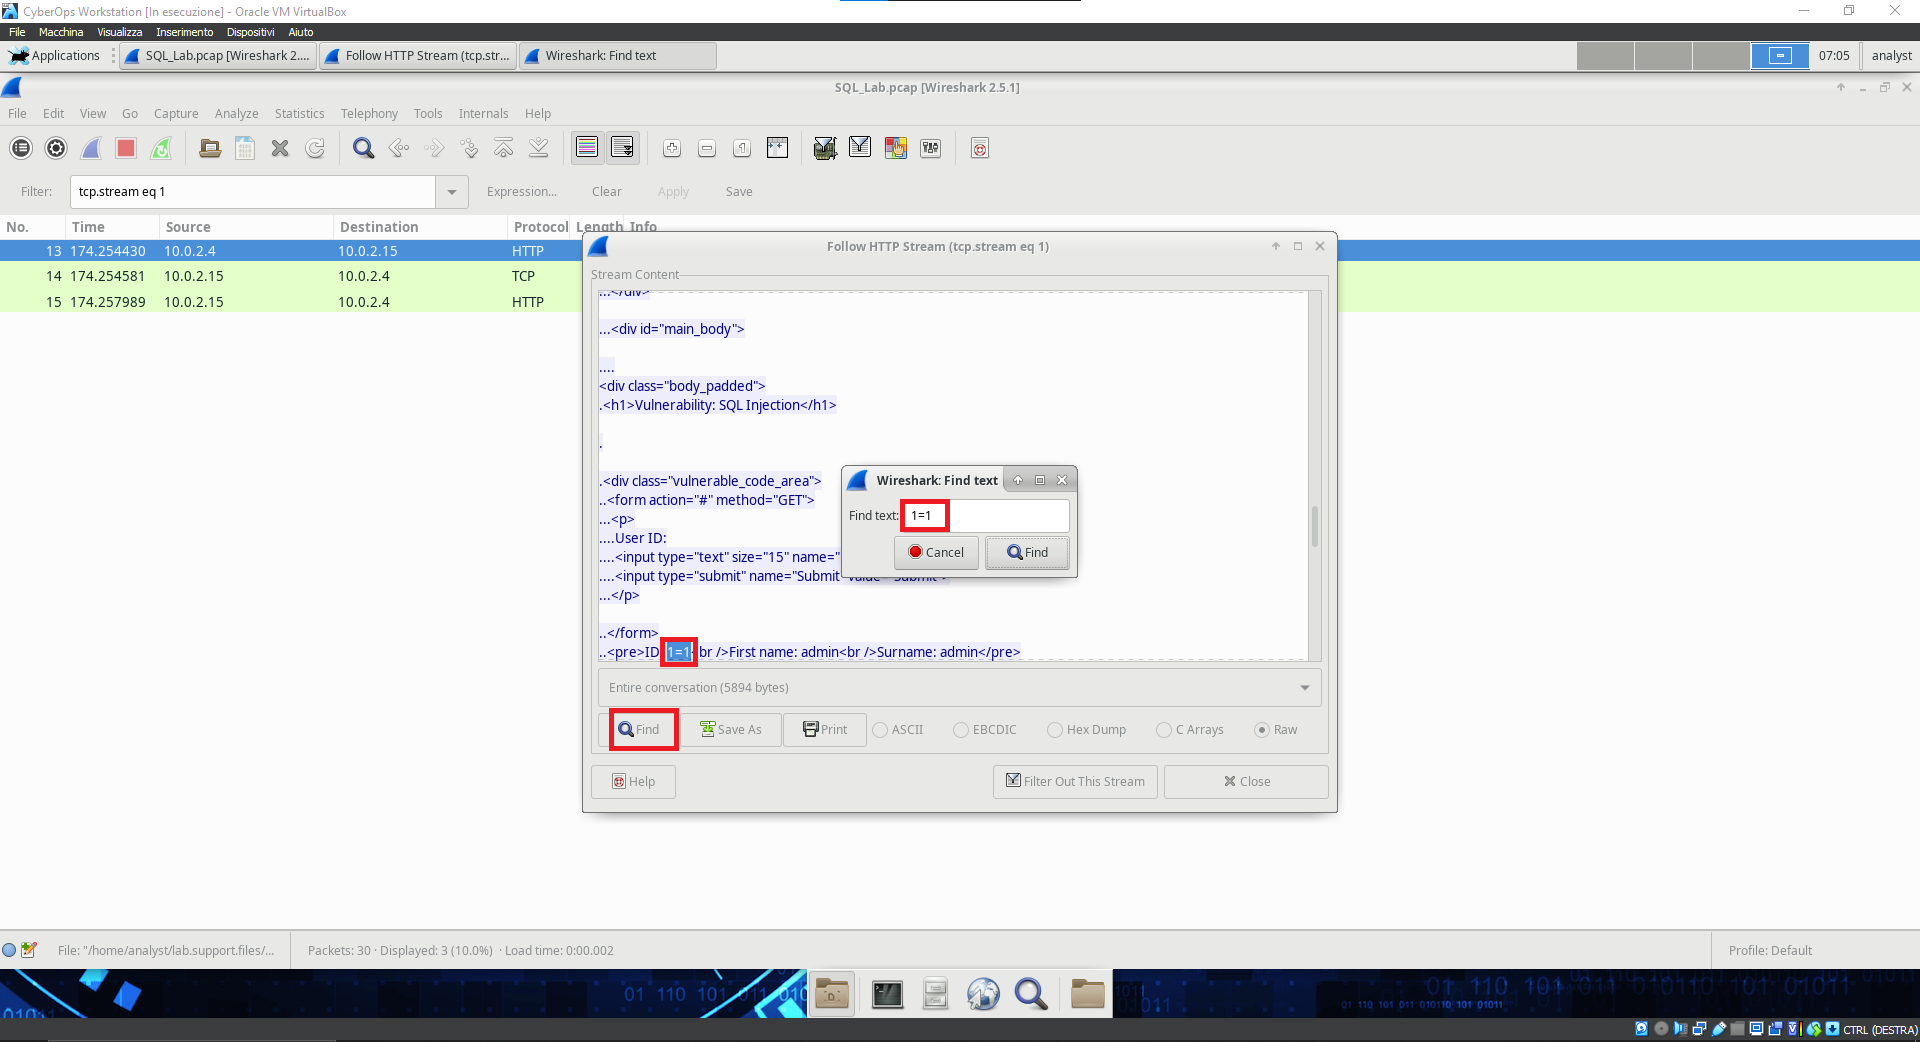 CyberOps Workstation [In esecuzione] - Oracle VM VirtualBox
File Macchina Visualizza Inserimento Dispositivi Aiuto
Applications SQL_Lab.pcap [Wireshark 2.... Follow HTTP Stream (tcp.str... Wireshark: Find text 07:05 analyst
SQL_Lab.pcap [Wireshark 2.5.1]
File Edit View Go Capture Analyze Statistics Telephony Tools Internals Help
Filter: tcp.stream eq 1 Expression... Clear Apply Save
No. Time Source Destination Protocol Length Info
13 174.254430 10.0.2.4 10.0.2.15 HTTP
14 174.254581 10.0.2.15 10.0.2.4 TCP
15 174.257989 10.0.2.15 10.0.2.4 HTTP
Follow HTTP Stream (tcp.stream eq 1)
Stream Content
...</div>
...<div id="main_body">
....
<div class="body_padded">
.<h1>Vulnerability: SQL Injection</h1>
.
.<div class="vulnerable_code_area">
..<form action="#" method="GET">
...<p>
....User ID:
....<input type="text" size="15" name="
....<input type="submit" name="Submit
...</p>
..</form>
..<pre>ID 1=1 br />First name: admin<br />Surname: admin</pre>
Wireshark: Find text
Find text: 1=1
Cancel Find
Entire conversation (5894 bytes)
Find Save As Print ASCII EBCDIC Hex Dump C Arrays Raw
Help Filter Out This Stream Close
File: "/home/analyst/lab.support.files/... Packets: 30 · Displayed: 3 (10.0%) · Load time: 0:00.002 Profile: Default
CTRL (DESTRA)